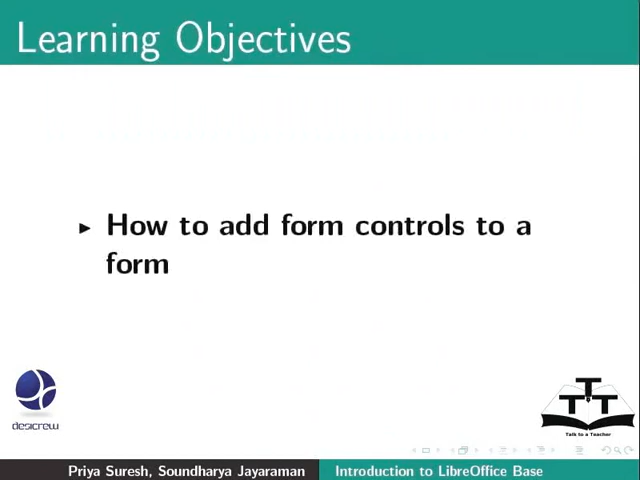 Learning Objectives
How to add form controls to a
form
desicrew
T
T T
Talk to a Teacher
Priya Suresh, Soundharya Jayaraman
Introduction to LibreOffice Base